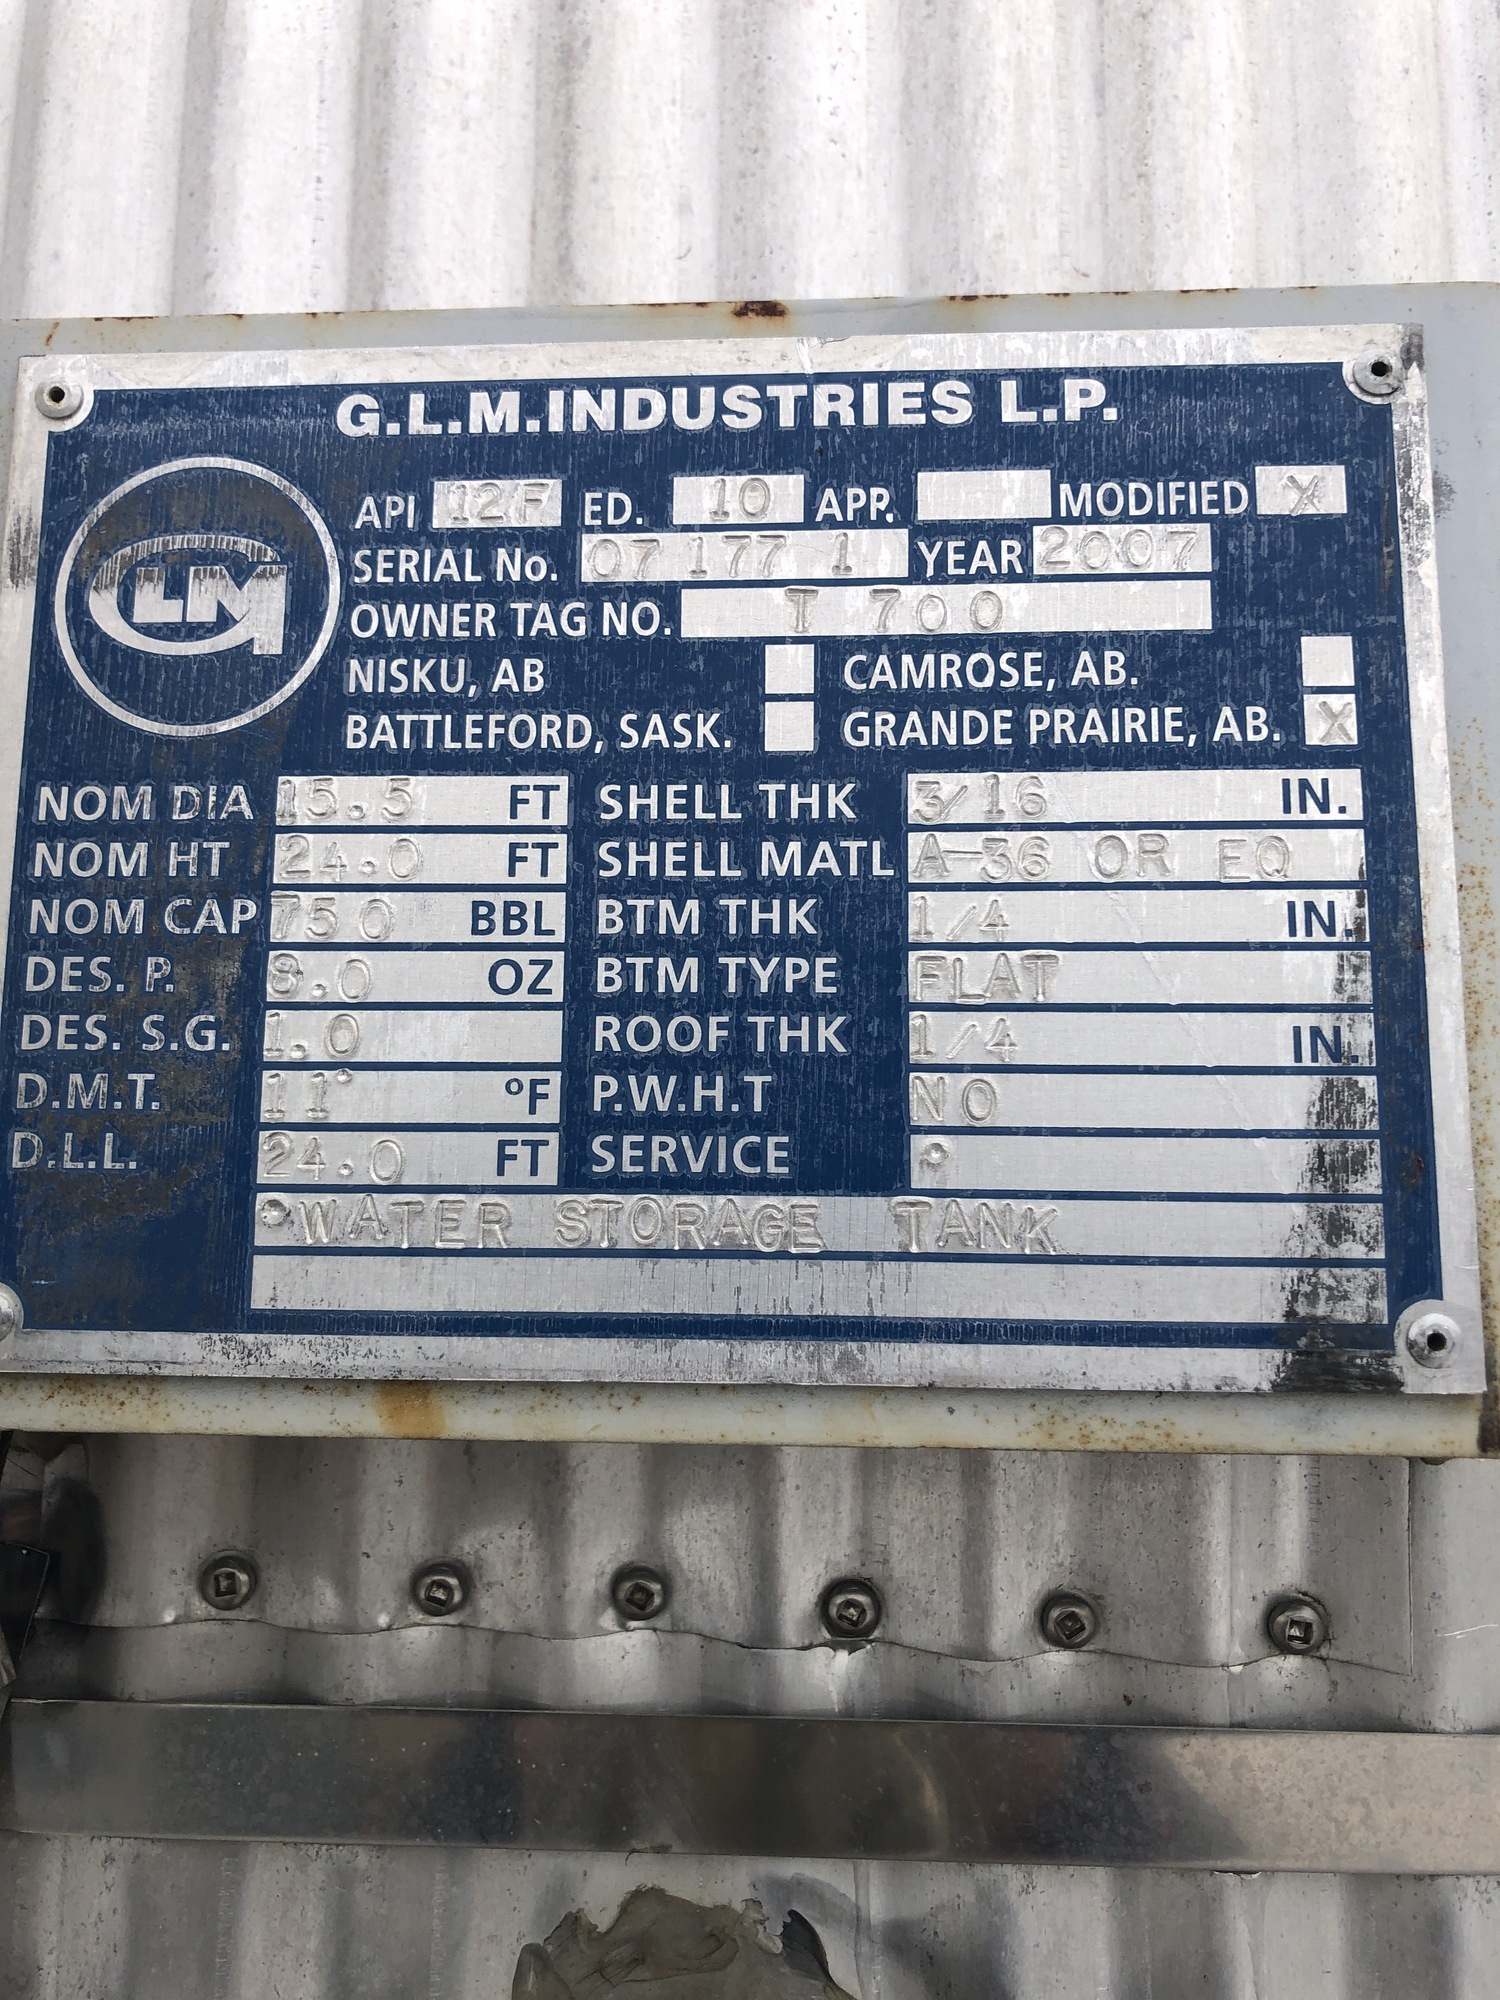 G.L.M.INDUSTRIES L.P.
GLM
API 12F ED. 10 APP. MODIFIED X
SERIAL No. 07 177 1 YEAR 2007
OWNER TAG NO. T 700
NISKU, AB CAMROSE, AB.
BATTLEFORD, SASK. GRANDE PRAIRIE, AB. X
NOM DIA 15.5 FT SHELL THK 3/16 IN.
NOM HT 24.0 FT SHELL MATL A-36 OR EQ
NOM CAP 750 BBL BTM THK 1/4 IN.
DES. P. 8.0 OZ BTM TYPE FLAT
DES. S.G. 1.0 ROOF THK 1/4 IN.
D.M.T. 11° °F P.W.H.T NO
D.L.L. 24.0 FT SERVICE °
°WATER STORAGE TANK